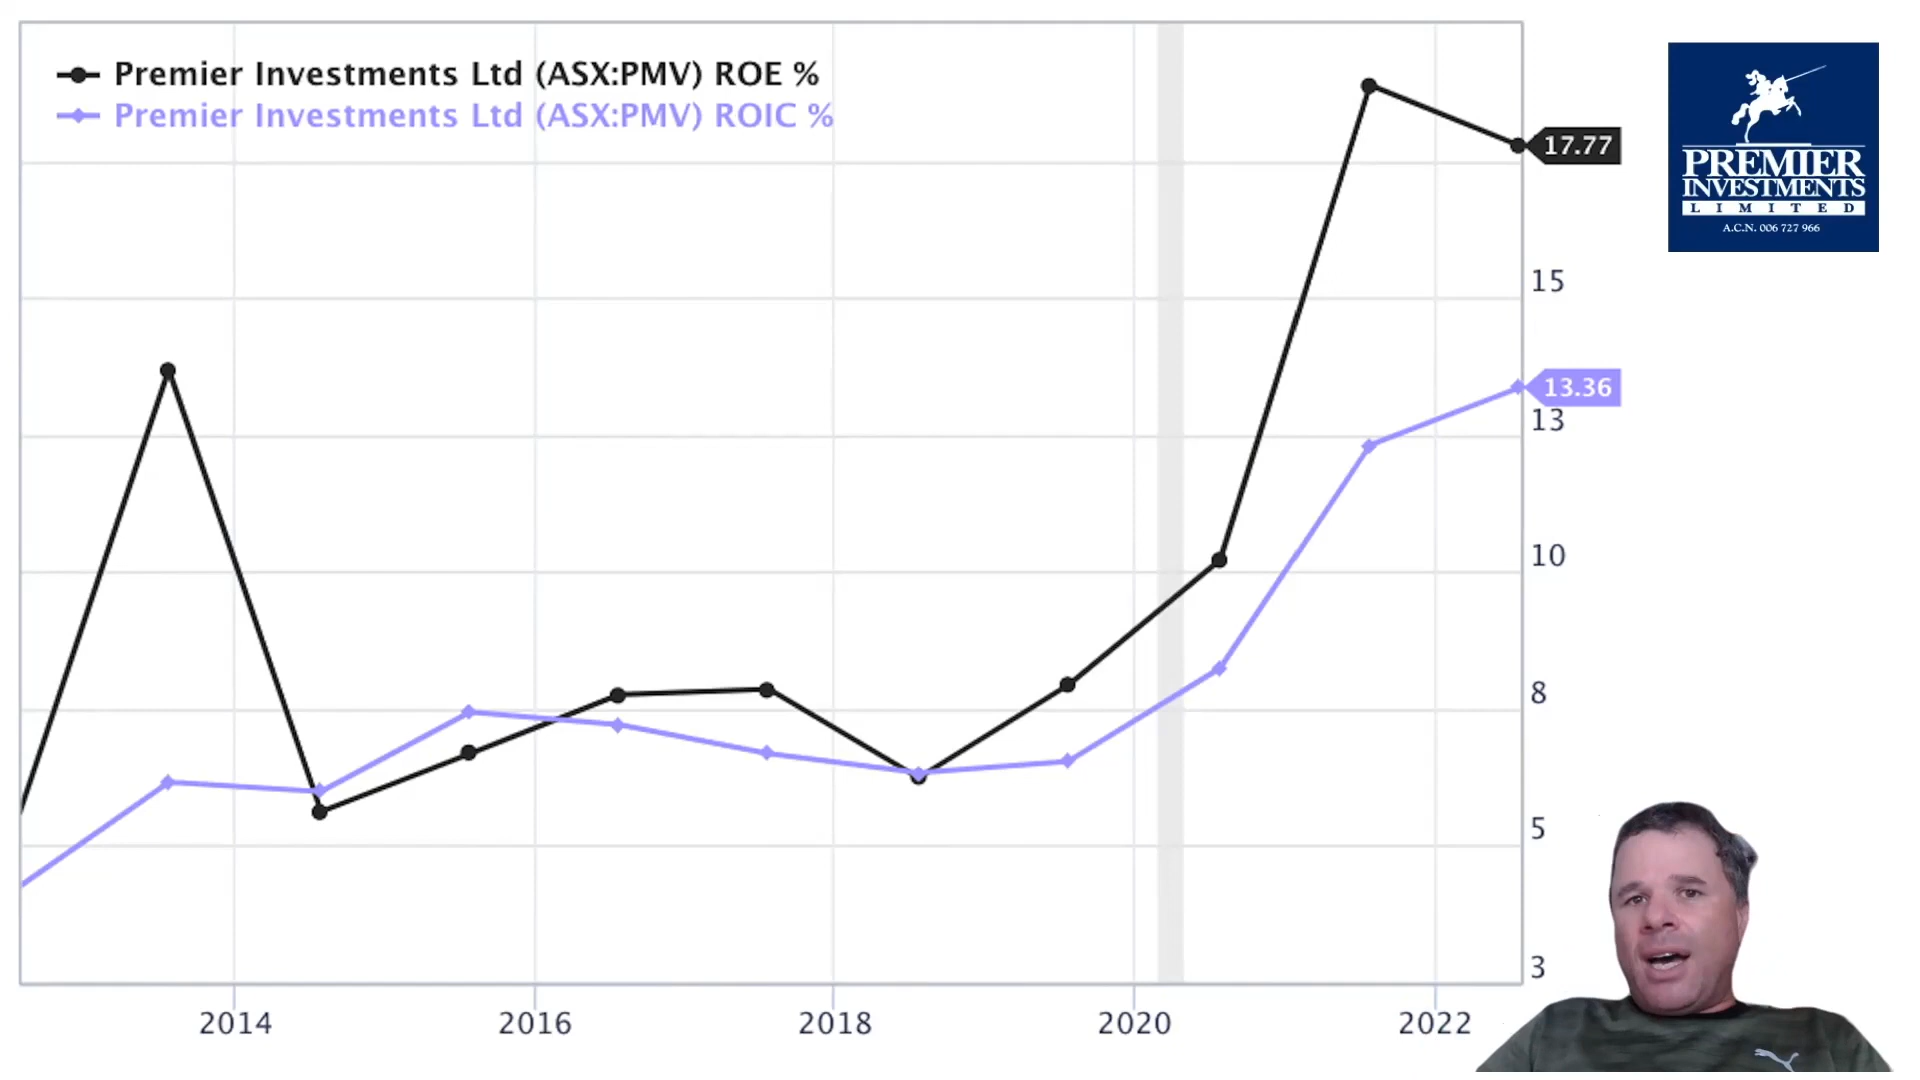 Premier Investments Ltd (ASX:PMV) ROE %
Premier Investments Ltd (ASX:PMV) ROIC %
17.77
15
13.36
13
10
8
5
3
2014 2016 2018 2020 2022
PREMIER
INVESTMENTS
LIMITED
A.C.N. 006 727 966